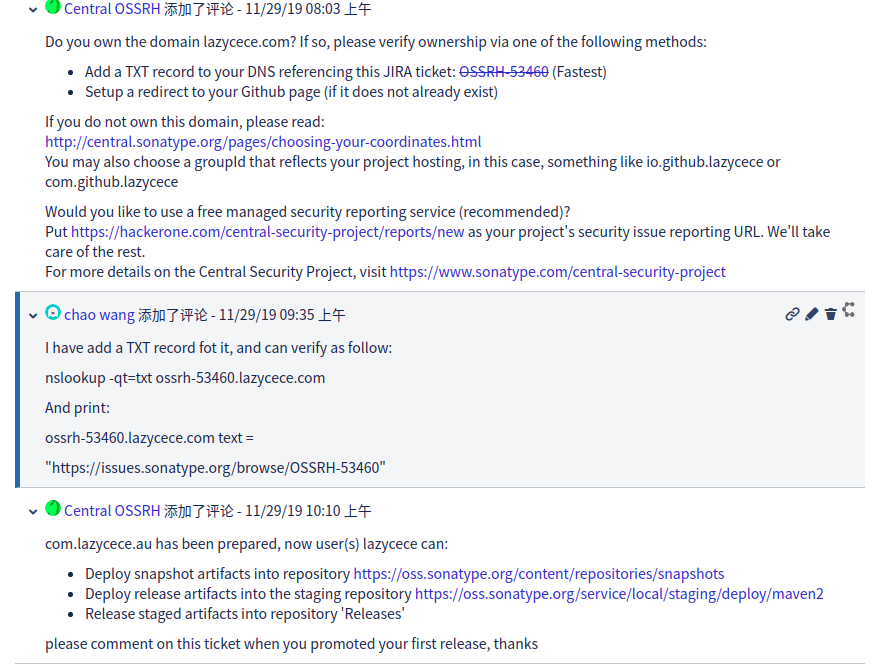 Central OSSRH 添加了评论 - 11/29/19 08:03 上午
Do you own the domain lazycece.com? If so, please verify ownership via one of the following methods:
• Add a TXT record to your DNS referencing this JIRA ticket: OSSRH-53460 (Fastest)
• Setup a redirect to your Github page (if it does not already exist)
If you do not own this domain, please read:
http://central.sonatype.org/pages/choosing-your-coordinates.html
You may also choose a groupId that reflects your project hosting, in this case, something like io.github.lazycece or
com.github.lazycece
Would you like to use a free managed security reporting service (recommended)?
Put https://hackerone.com/central-security-project/reports/new as your project's security issue reporting URL. We'll take
care of the rest.
For more details on the Central Security Project, visit https://www.sonatype.com/central-security-project
chao wang 添加了评论 - 11/29/19 09:35 上午
I have add a TXT record fot it, and can verify as follow:
nslookup -qt=txt ossrh-53460.lazycece.com
And print:
ossrh-53460.lazycece.com text =
"https://issues.sonatype.org/browse/OSSRH-53460"
Central OSSRH 添加了评论 - 11/29/19 10:10 上午
com.lazycece.au has been prepared, now user(s) lazycece can:
• Deploy snapshot artifacts into repository https://oss.sonatype.org/content/repositories/snapshots
• Deploy release artifacts into the staging repository https://oss.sonatype.org/service/local/staging/deploy/maven2
• Release staged artifacts into repository 'Releases'
please comment on this ticket when you promoted your first release, thanks